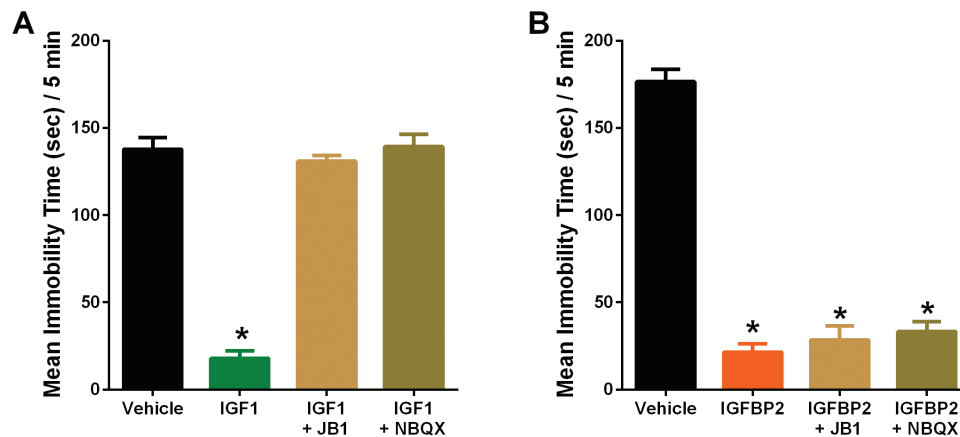 A
Mean Immobility Time (sec) / 5 min
200
150
100
50
0
*
Vehicle
IGF1
IGF1
+ JB1
IGF1
+ NBQX
B
Mean Immobility Time (sec) / 5 min
200
150
100
50
0
*
*
*
Vehicle
IGFBP2
IGFBP2
+ JB1
IGFBP2
+ NBQX